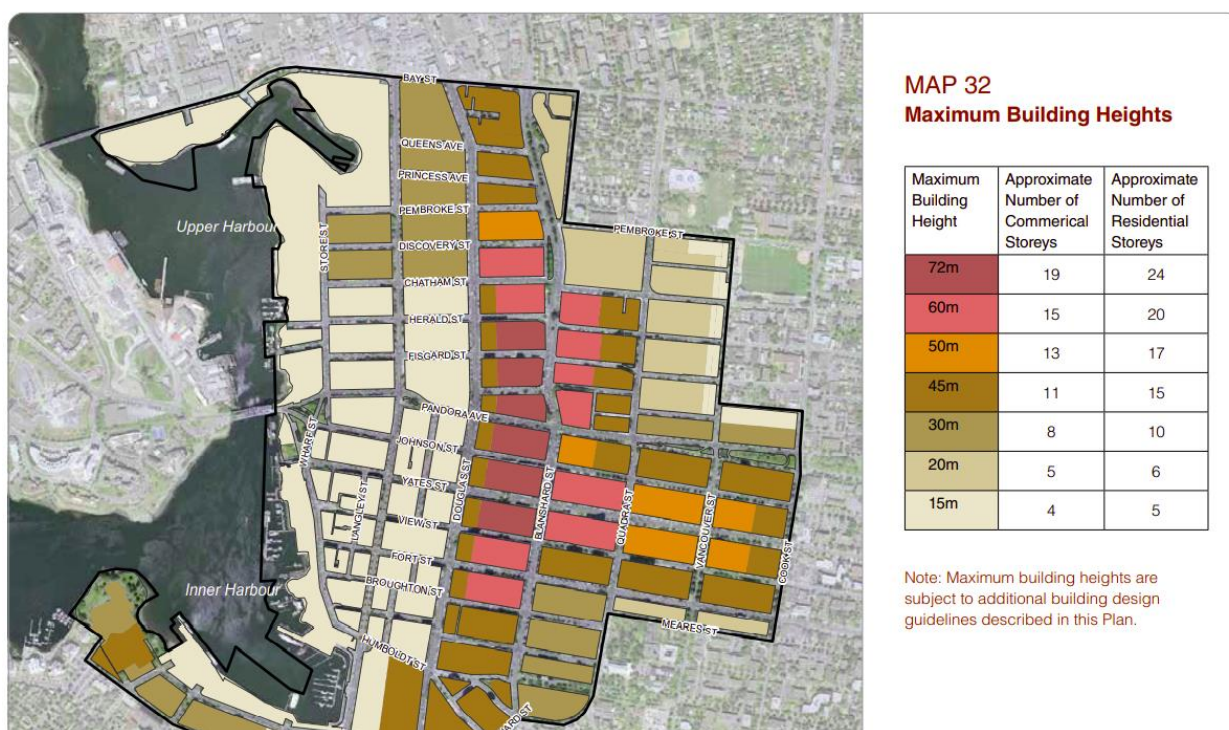 BAY ST
QUEENS AVE
PRINCESS AVE
PEMBROKE ST
Upper Harbour
STORE ST
DISCOVERY ST
PEMBROKE ST
CHATHAM ST
HERALD ST
FISGARD ST
PANDORA AVE
WHARF ST
JOHNSON ST
DOUGLAS ST
YATES ST
LANGLEY ST
BLANSHARD ST
QUADRA ST
VANCOUVER ST
COOK ST
VIEW ST
FORT ST
Inner Harbour
BROUGHTON ST
MEARES ST
HUMBOLDT ST
ARD ST
MAP 32
Maximum Building Heights
Maximum Building Height
Approximate Number of Commerical Storeys
Approximate Number of Residential Storeys
72m 19 24
60m 15 20
50m 13 17
45m 11 15
30m 8 10
20m 5 6
15m 4 5
Note: Maximum building heights are
subject to additional building design
guidelines described in this Plan.